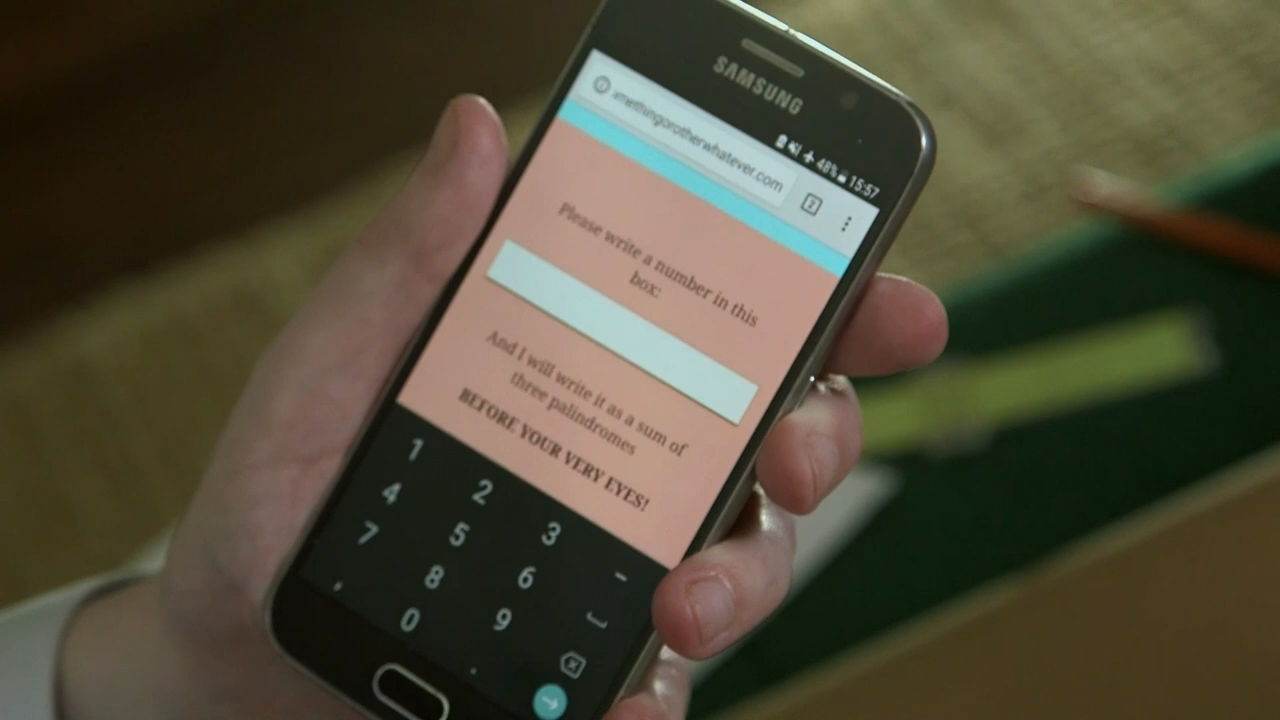 SAMSUNG
48% 15:57
methingorotherwhatever.com
2
Please write a number in this
box:
And I will write it as a sum of
three palindromes
BEFORE YOUR VERY EYES!
1 2 3 -
4 5 6
7 8 9
, 0 .